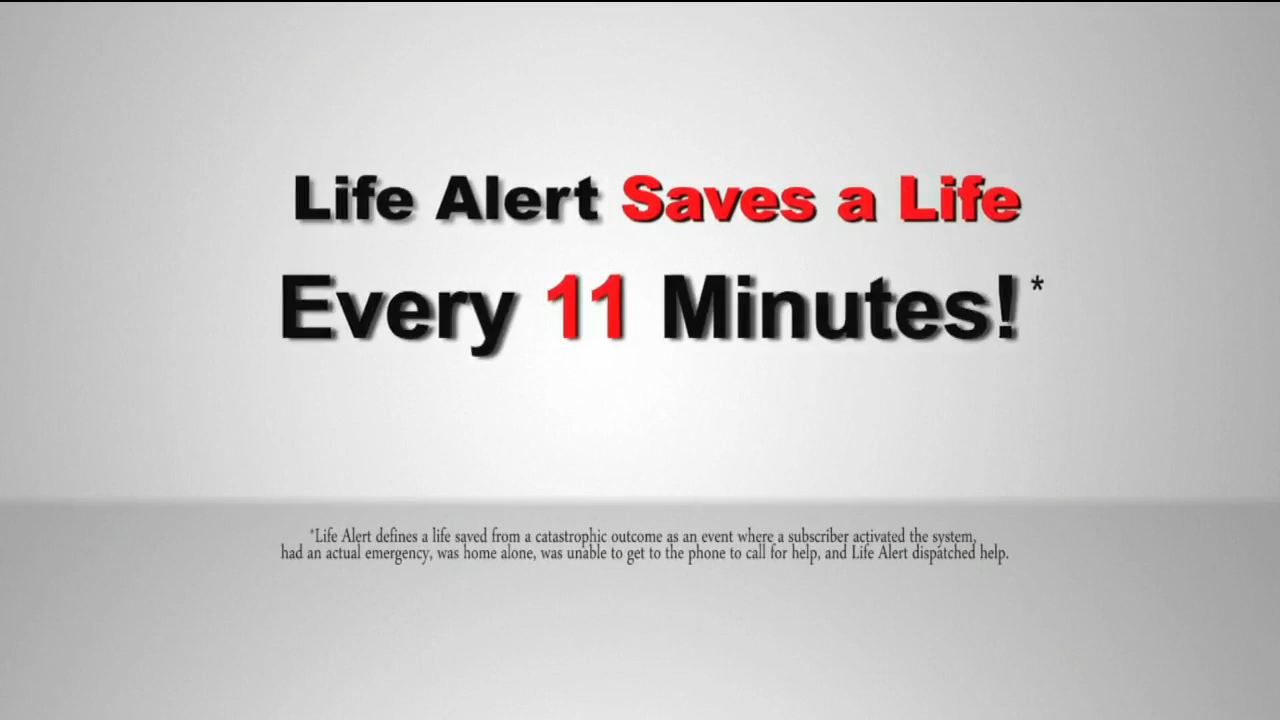 Life Alert Saves a Life
Every 11 Minutes!*
*Life Alert defines a life saved from a catastrophic outcome as an event where a subscriber activated the system,
had an actual emergency, was home alone, was unable to get to the phone to call for help, and Life Alert dispatched help.